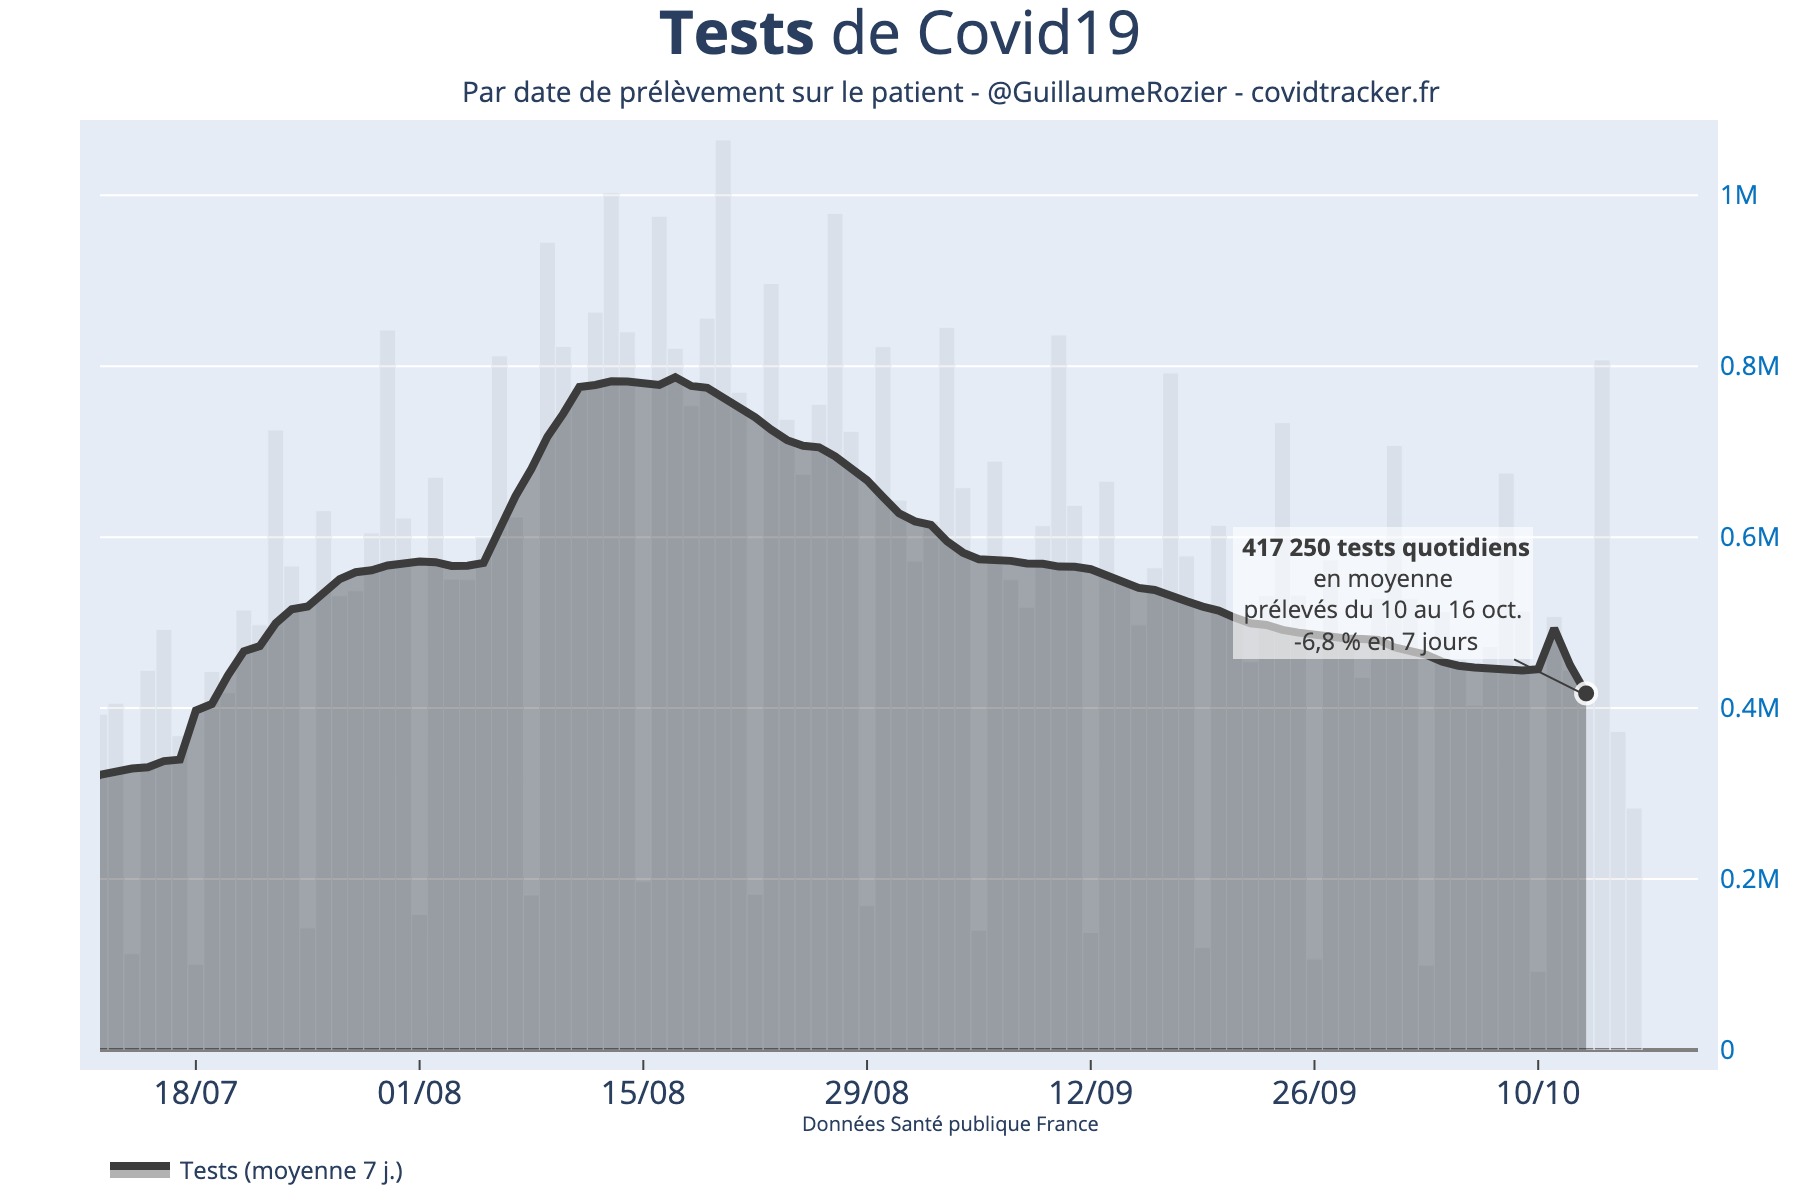 Tests de Covid19
Par date de prélèvement sur le patient - @GuillaumeRozier - covidtracker.fr
1M
0.8M
0.6M
417 250 tests quotidiens
en moyenne
prélevés du 10 au 16 oct.
-6,8 % en 7 jours
0.4M
0.2M
0
18/07 01/08 15/08 29/08 12/09 26/09 10/10
Données Santé publique France
Tests (moyenne 7 j.)